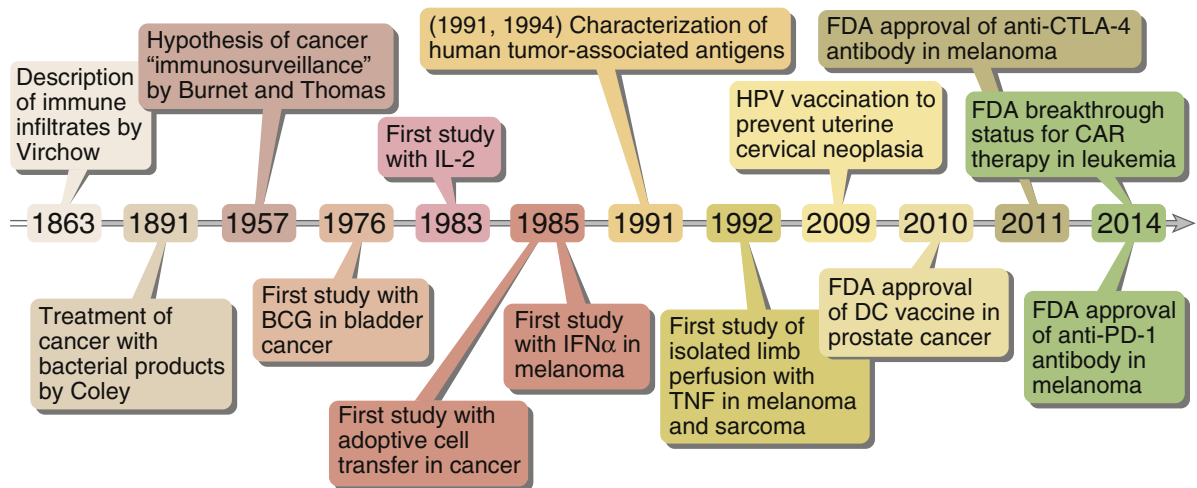 Description
of immune
infiltrates by
Virchow
Hypothesis of cancer
“immunosurveillance”
by Burnet and Thomas
First study
with IL-2
(1991, 1994) Characterization of
human tumor-associated antigens
HPV vaccination to
prevent uterine
cervical neoplasia
FDA approval of anti-CTLA-4
antibody in melanoma
FDA breakthrough
status for CAR
therapy in leukemia
1863 1891 1957 1976 1983 1985 1991 1992 2009 2010 2011 2014
Treatment of
cancer with
bacterial products
by Coley
First study with
BCG in bladder
cancer
First study with
adoptive cell
transfer in cancer
First study
with IFNα in
melanoma
First study of
isolated limb
perfusion with
TNF in melanoma
and sarcoma
FDA approval
of DC vaccine in
prostate cancer
FDA approval
of anti-PD-1
antibody in
melanoma